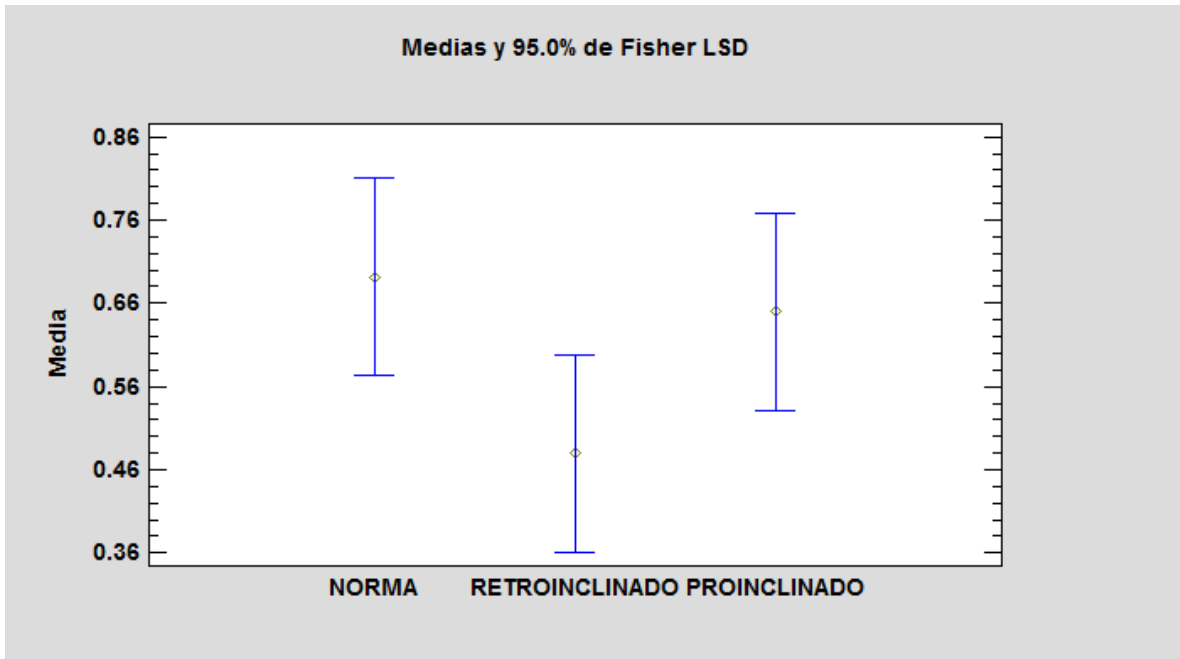 Medias y 95.0% de Fisher LSD
0.86
0.76
0.66
0.56
0.46
0.36
Media
NORMA RETROINCLINADO PROINCLINADO